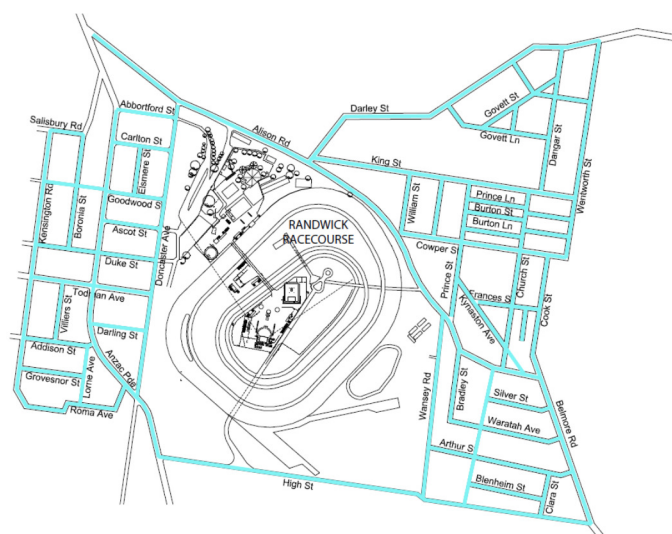 Darley St
Govett St
Govett Ln
Dangar St
Wentworth St
Abbortford St
Salisbury Rd
Carlton St
Elsmere St
Alison Rd
King St
Kensington Rd
Boronia St
Goodwood S
Ascot St
Duke St
Doncaster Ave
RANDWICK
RACECOURSE
William St
Prince Ln
Burton St
Burton Ln
Cowper S
Prince St
Church St
Cook St
Frances S
Kynaston Ave
Villiers St
Darling St
Addison St
Anzac Pde
Lorne Ave
Grovesnor St
Roma Ave
Wansey Rd
Bradley St
Silver St
Waratah Ave
Belmore Rd
Arthur S
Blenheim St
Clara St
High St